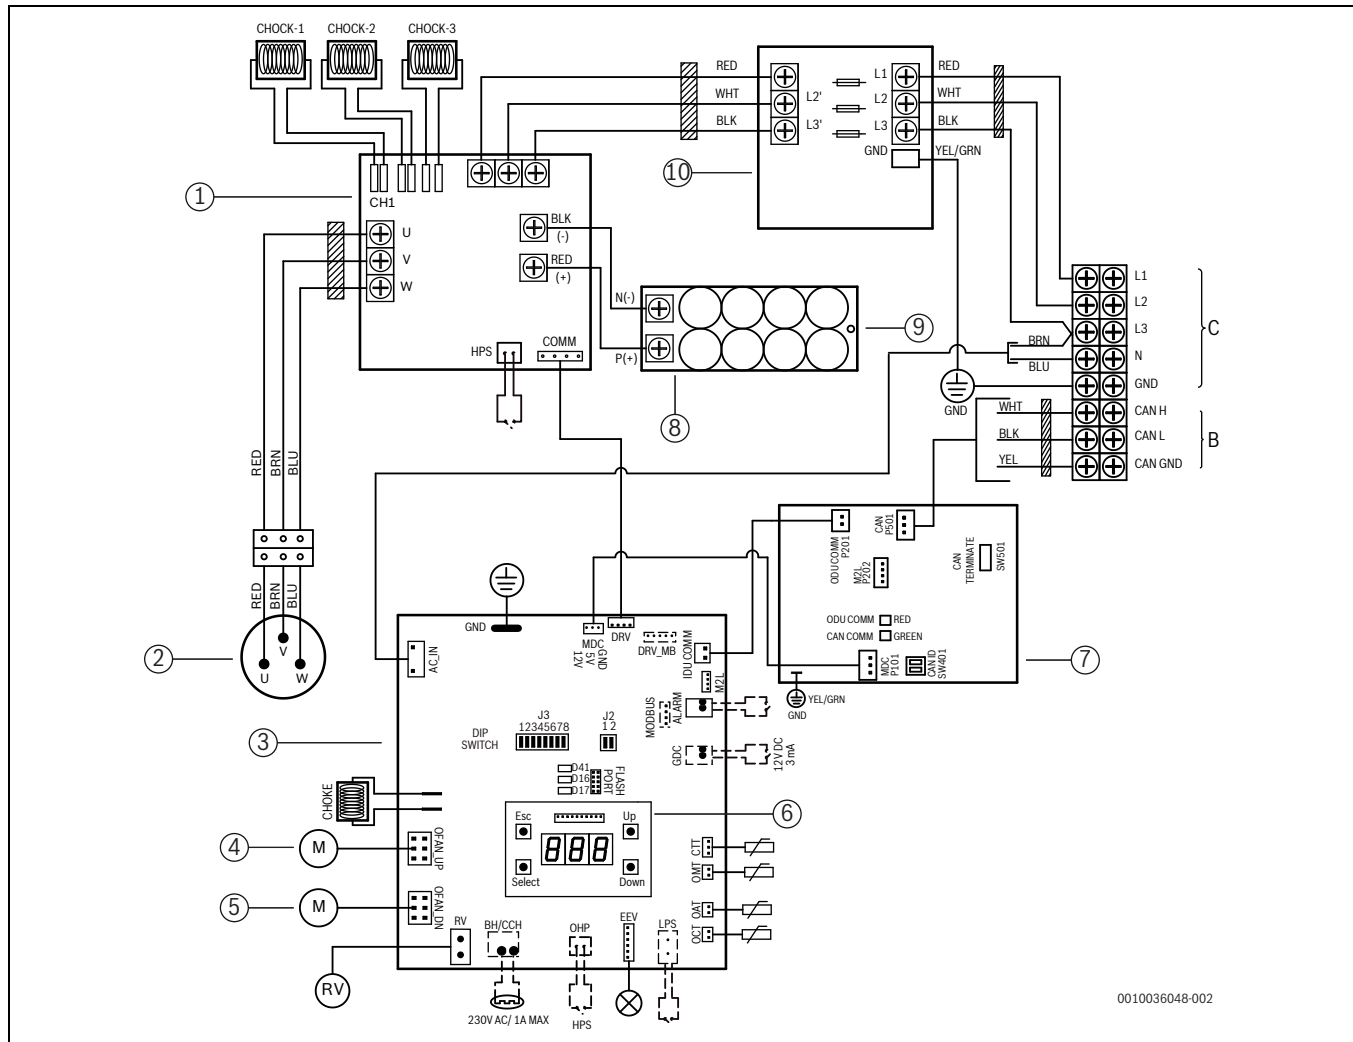 CHOCK-1 CHOCK-2 CHOCK-3
RED
WHT
BLK
L2'
L3'
L1
L2
L3
GND
RED
WHT
BLK
YEL/GRN
10
1
CH1
U
V
W
BLK
(-)
RED
(+)
HPS
COMM
N(-)
P(+)
9
8
GND
BRN
BLU
L1
L2
L3
N
GND
C
WHT
BLK
YEL
CAN H
CAN L
CAN GND
B
RED
BRN
BLU
RED
BRN
BLU
2
V
U
W
GND
AC_IN
MDC
12V
5V
GND
DRV
DRV_MB
IDU COMM
M2L
MODBUS
ALARM
GDC
12V DC
3 mA
ODU COMM
P201
CAN
P501
M2L
P202
CAN
TERMINATE
SW501
ODU COMM
RED
CAN COMM
GREEN
MDC
P101
CAN ID
SW401
YEL/GRN
GND
7
3
DIP
SWITCH
J3
12345678
J2
1 2
D41
D16
D17
FLASH
PORT
CHOKE
4
M
OFAN_UP
5
M
OFAN_DN
Esc
Up
888
Select
Down
6
CTT
OMT
OAT
OCT
RV
RV
BH/CCH
230V AC/ 1A MAX
OHP
HPS
EEV
LPS
0010036048-002